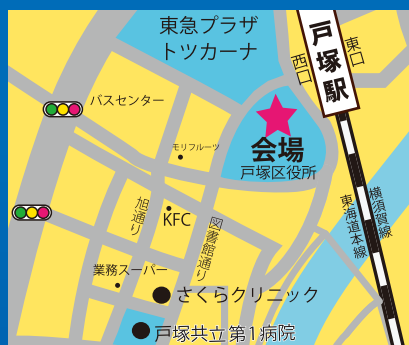 東急プラザ
トツカーナ
戸塚駅
東口
西口
バスセンター
モリフルーツ
会場
戸塚区役所
旭通り
KFC
図書館通り
東海道本線
横須賀線
業務スーパー
さくらクリニック
戸塚共立第1病院